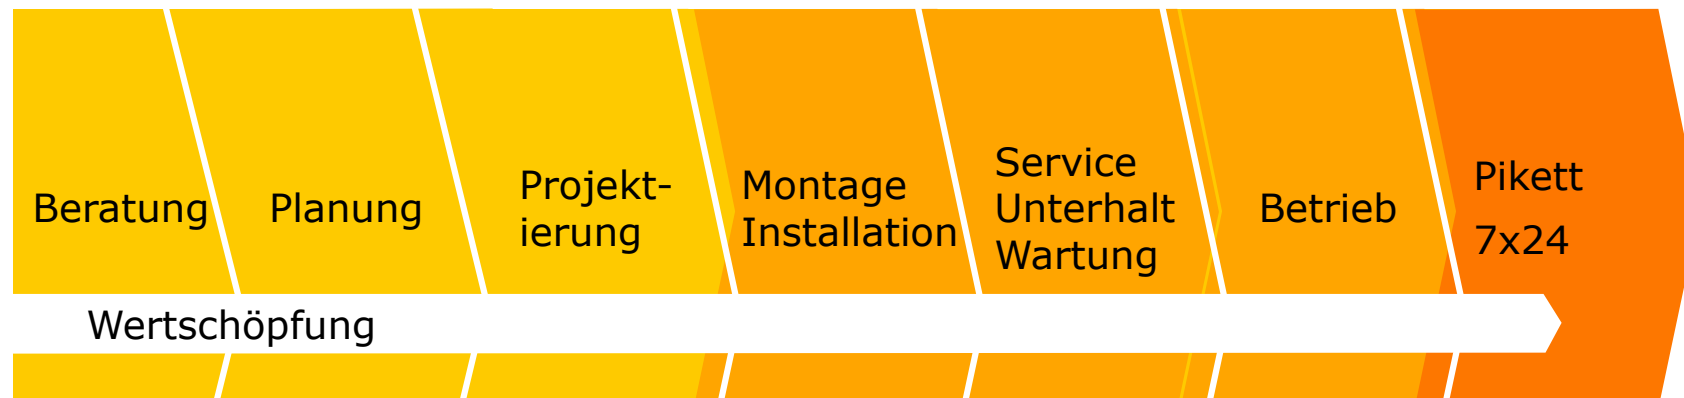 Beratung
Planung
Projekt-
ierung
Montage
Installation
Service
Unterhalt
Wartung
Betrieb
Pikett
7x24
Wertschöpfung